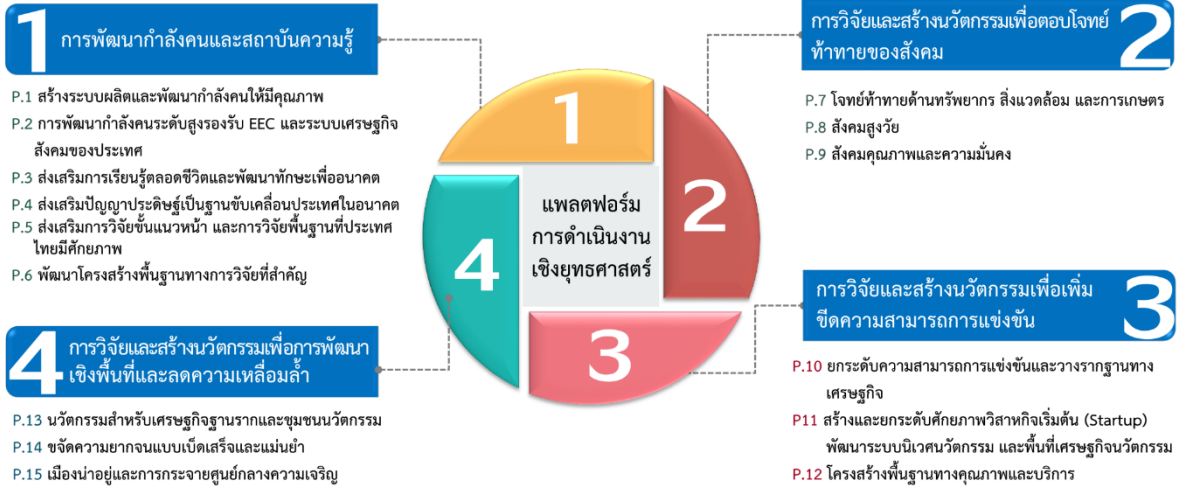 1
การพัฒนากำลังคนและสถาบันความรู้
P.1 สร้างระบบผลิตและพัฒนากำลังคนให้มีคุณภาพ
P.2 การพัฒนากำลังคนระดับสูงรองรับ EEC และระบบเศรษฐกิจ
สังคมของประเทศ
P.3 ส่งเสริมการเรียนรู้ตลอดชีวิตและพัฒนาทักษะเพื่ออนาคต
P.4 ส่งเสริมปัญญาประดิษฐ์เป็นฐานขับเคลื่อนประเทศในอนาคต
P.5 ส่งเสริมการวิจัยขั้นแนวหน้า และการวิจัยพื้นฐานที่ประเทศ
ไทยมีศักยภาพ
P.6 พัฒนาโครงสร้างพื้นฐานทางการวิจัยที่สำคัญ
การวิจัยและสร้างนวัตกรรมเพื่อตอบโจทย์
ท้าทายของสังคม
2
P.7 โจทย์ท้าทายด้านทรัพยากร สิ่งแวดล้อม และการเกษตร
P.8 สังคมสูงวัย
P.9 สังคมคุณภาพและความมั่นคง
1
2
3
4
แพลตฟอร์ม
การดำเนินงาน
เชิงยุทธศาสตร์
การวิจัยและสร้างนวัตกรรมเพื่อเพิ่ม
ขีดความสามารถการแข่งขัน
3
P.10 ยกระดับความสามารถการแข่งขันและวางรากฐานทาง
เศรษฐกิจ
P11 สร้างและยกระดับศักยภาพวิสาหกิจเริ่มต้น (Startup)
พัฒนาระบบนิเวศนวัตกรรม และพื้นที่เศรษฐกิจนวัตกรรม
P.12 โครงสร้างพื้นฐานทางคุณภาพและบริการ
4
การวิจัยและสร้างนวัตกรรมเพื่อการพัฒนา
เชิงพื้นที่และลดความเหลื่อมล้ำ
P.13 นวัตกรรมสำหรับเศรษฐกิจฐานรากและชุมชนนวัตกรรม
P.14 ขจัดความยากจนแบบเบ็ดเสร็จและแม่นยำ
P.15 เมืองน่าอยู่และการกระจายศูนย์กลางความเจริญ